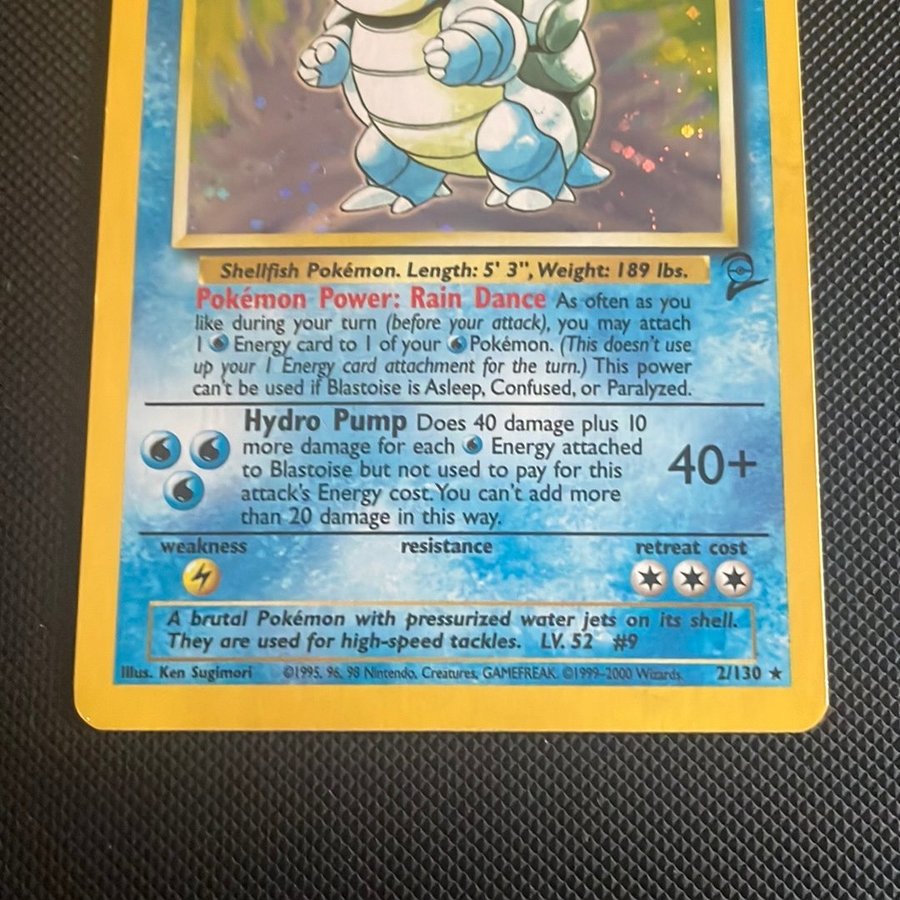 Shellfish Pokémon. Length: 5' 3", Weight: 189 lbs.
Pokémon Power: Rain Dance As often as you
like during your turn (before your attack), you may attach
1 Energy card to 1 of your Pokémon. (This doesn't use
up your 1 Energy card attachment for the turn.) This power
can't be used if Blastoise is Asleep, Confused, or Paralyzed.
Hydro Pump Does 40 damage plus 10
more damage for each Energy attached
to Blastoise but not used to pay for this
attack's Energy cost. You can't add more
than 20 damage in this way.
40+
weakness resistance retreat cost
A brutal Pokémon with pressurized water jets on its shell.
They are used for high-speed tackles. LV. 52 #9
Illus. Ken Sugimori ©1995, 96, 98 Nintendo, Creatures, GAMEFREAK. ©1999-2000 Wizards. 2/130 ★